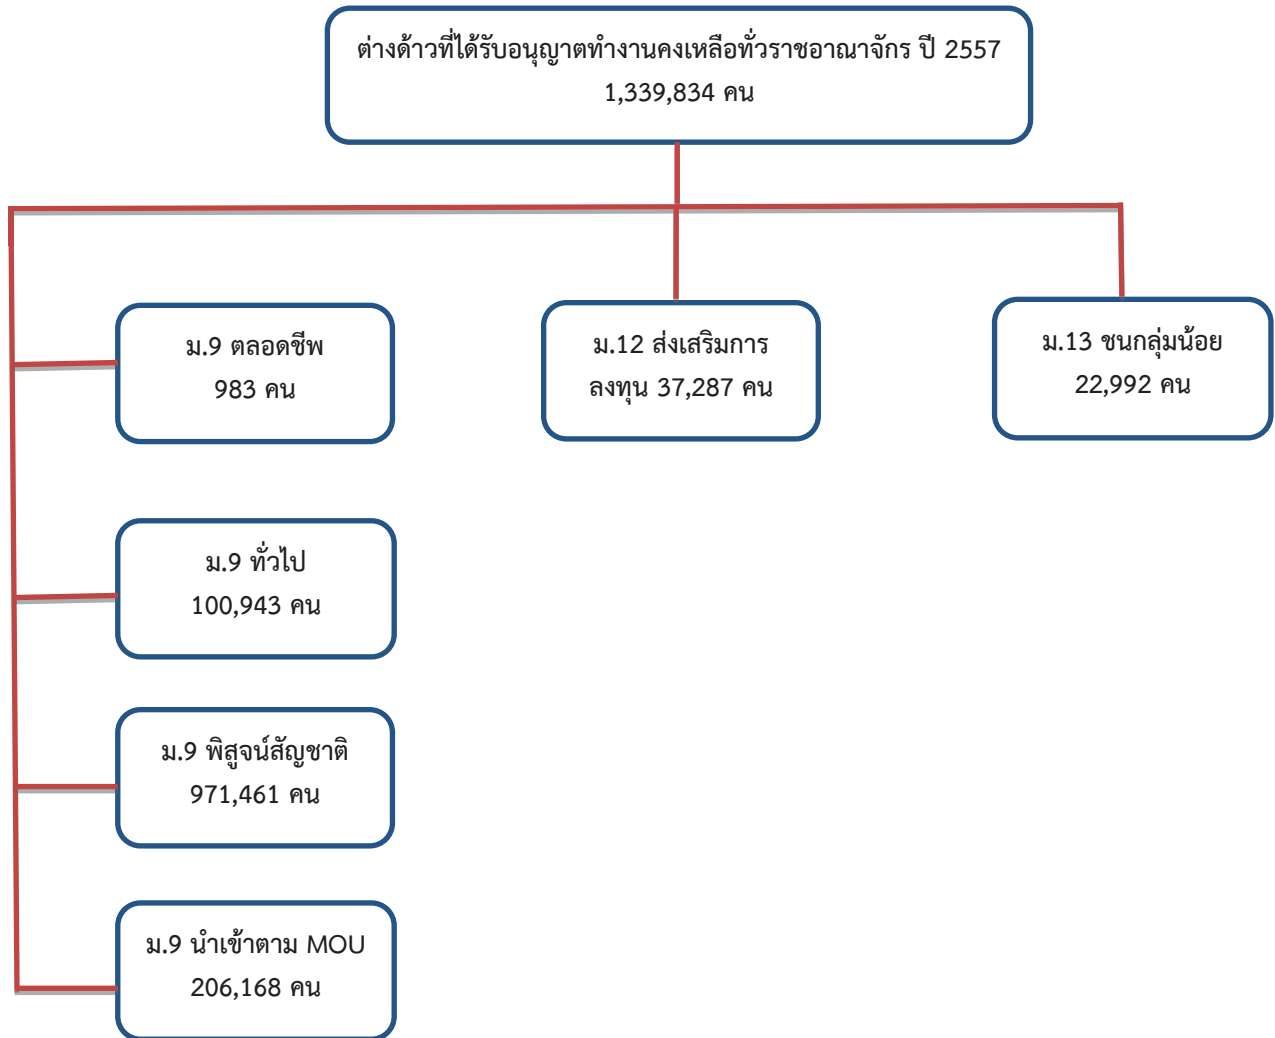 ต่างด้าวที่ได้รับอนุญาตทำงานคงเหลือทั่วราชอาณาจักร ปี 2557
1,339,834 คน
ม.9 ตลอดชีพ
983 คน
ม.12 ส่งเสริมการ
ลงทุน 37,287 คน
ม.13 ชนกลุ่มน้อย
22,992 คน
ม.9 ทั่วไป
100,943 คน
ม.9 พิสูจน์สัญชาติ
971,461 คน
ม.9 นำเข้าตาม MOU
206,168 คน